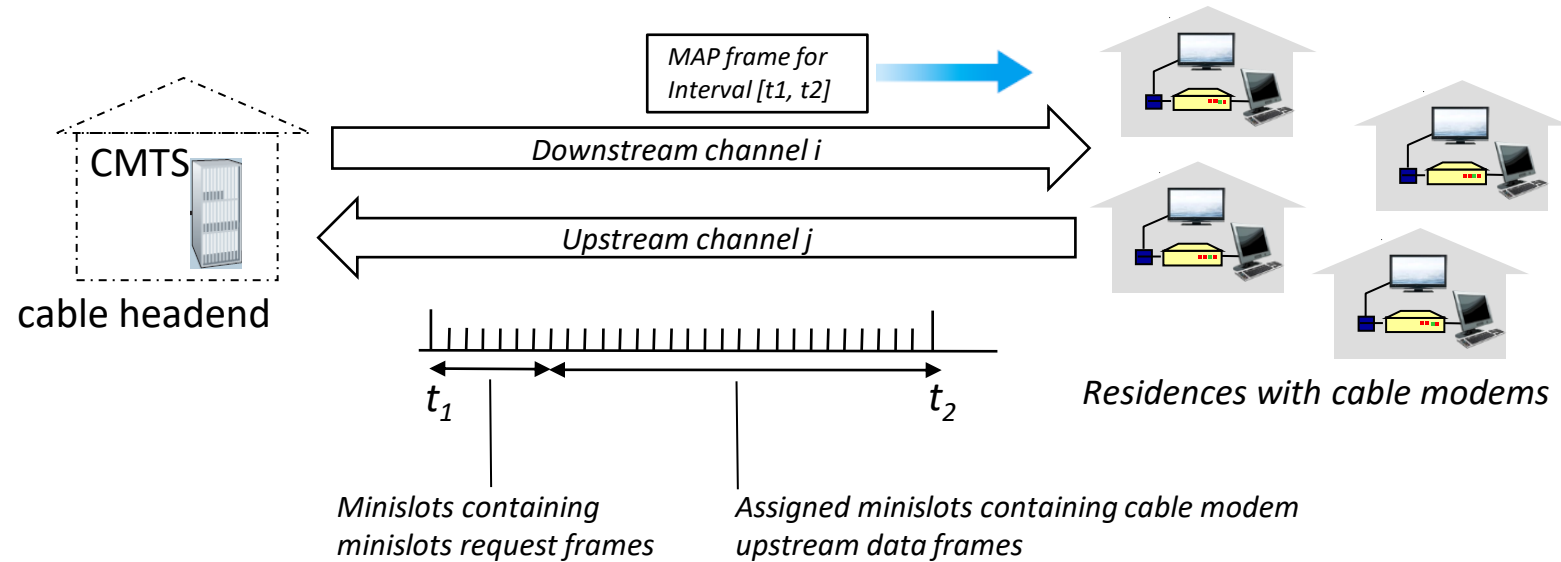 MAP frame for
Interval [t1, t2]
CMTS
Downstream channel i
Upstream channel j
cable headend
t1
t2
Residences with cable modems
Minislots containing
minislots request frames
Assigned minislots containing cable modem
upstream data frames